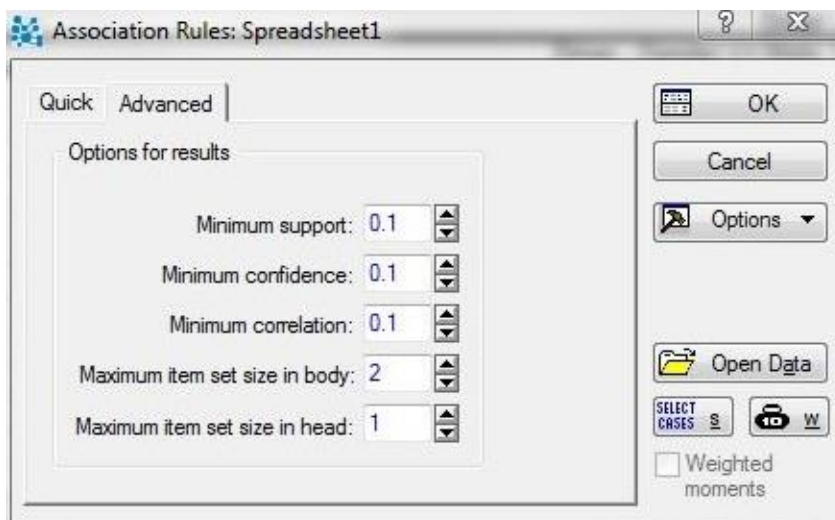 Association Rules: Spreadsheet1
?
Quick Advanced
Options for results
Minimum support: 0.1
Minimum confidence: 0.1
Minimum correlation: 0.1
Maximum item set size in body: 2
Maximum item set size in head: 1
OK
Cancel
Options
Open Data
SELECT
CASES S
W
Weighted
moments